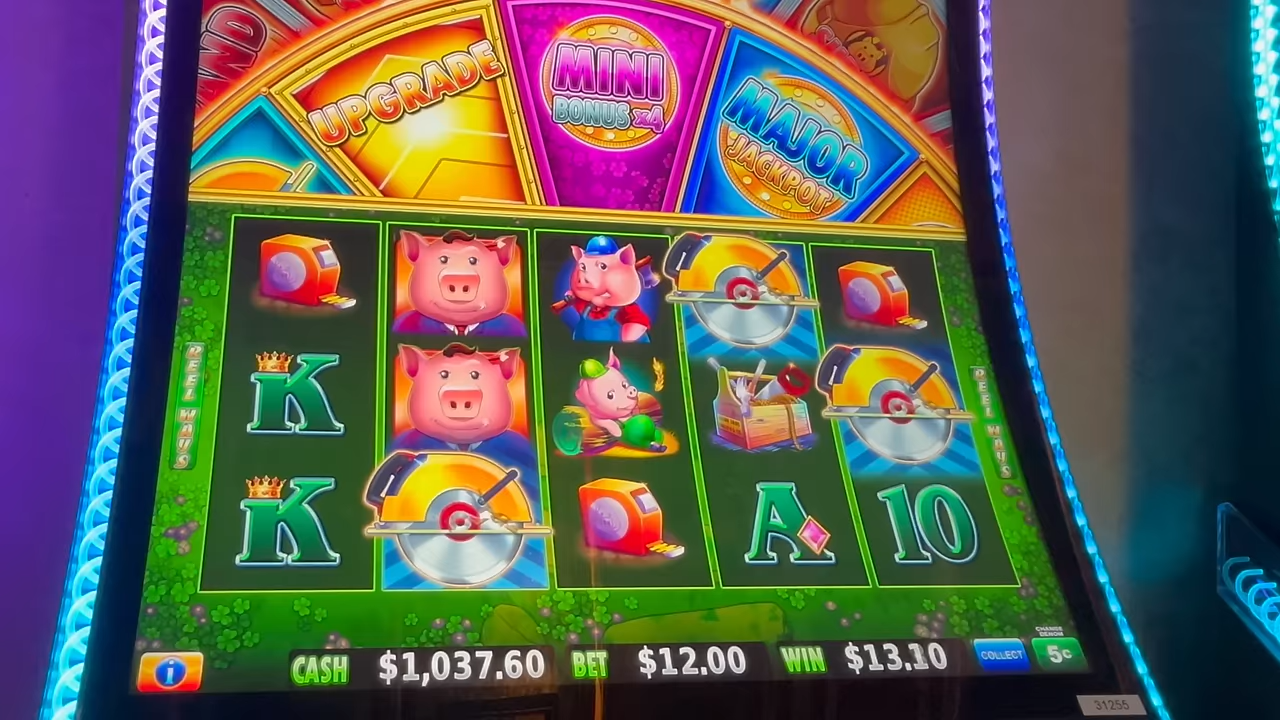 AND
UPGRADE
MINI
BONUS x4
MAJOR
JACKPOT
REEL WAYS
K
K
A
10
REEL WAYS
CASH $1,037.60 BET $12.00 WIN $13.10
COLLECT
CHANGE
DENOM
5¢
31255